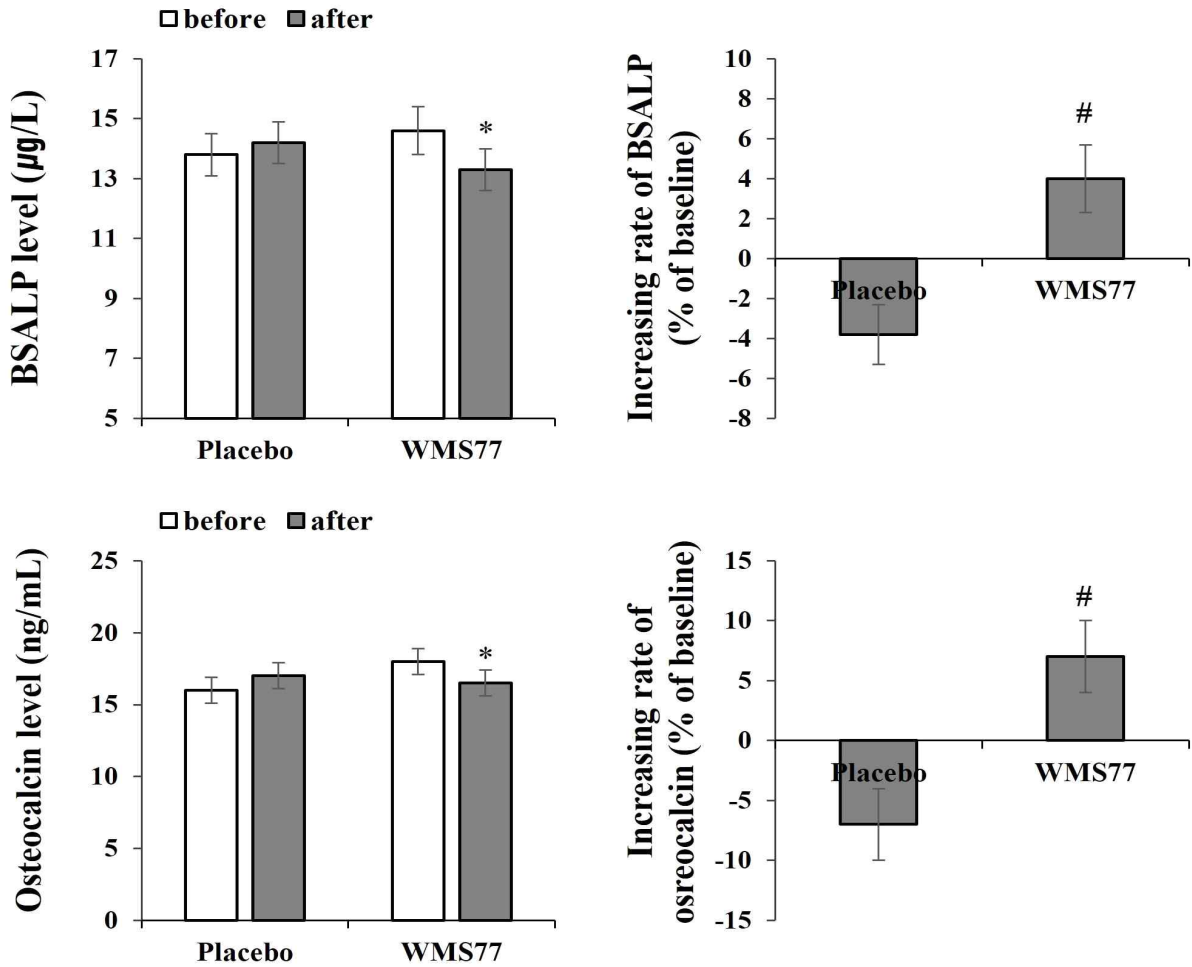 before after
BSALP level (μg/L)
17
15
13
11
9
7
5
*
Placebo WMS77
Increasing rate of BSALP
(% of baseline)
10
8
6
4
2
0
-2
-4
-6
-8
#
Placebo WMS77
before after
Osteocalcin level (ng/mL)
25
20
15
10
5
0
*
Placebo WMS77
Increasing rate of
osreocalcin (% of baseline)
15
10
5
0
-5
-10
-15
#
Placebo WMS77